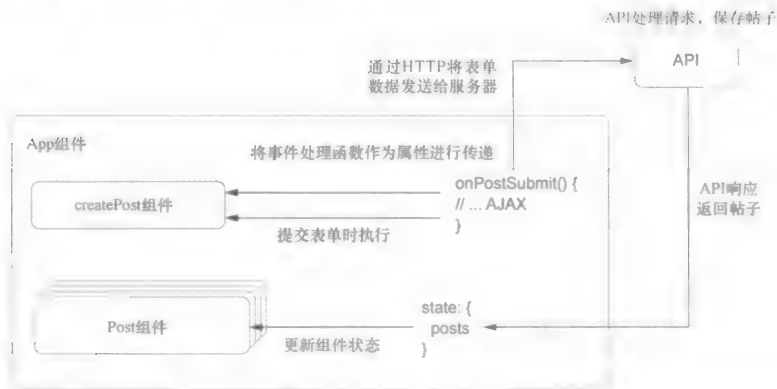 API处理请求，保存帖子
通过HTTP将表单
数据发送给服务器
API
App组件
将事件处理函数作为属性进行传递
createPost组件
onPostSubmit() {
// ... AJAX
}
提交表单时执行
API响应
返回帖子
Post组件
更新组件状态
state: {
posts
}